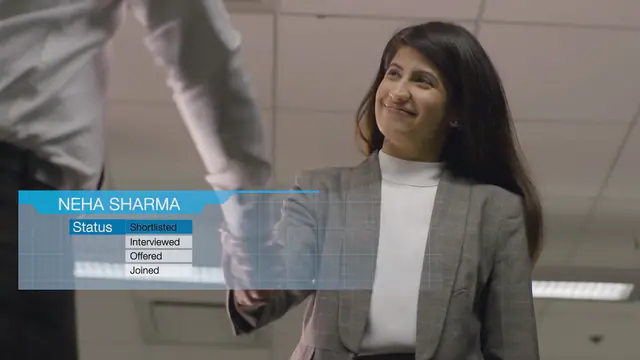 NEHA SHARMA
Status Shortlisted
Interviewed
Offered
Joined